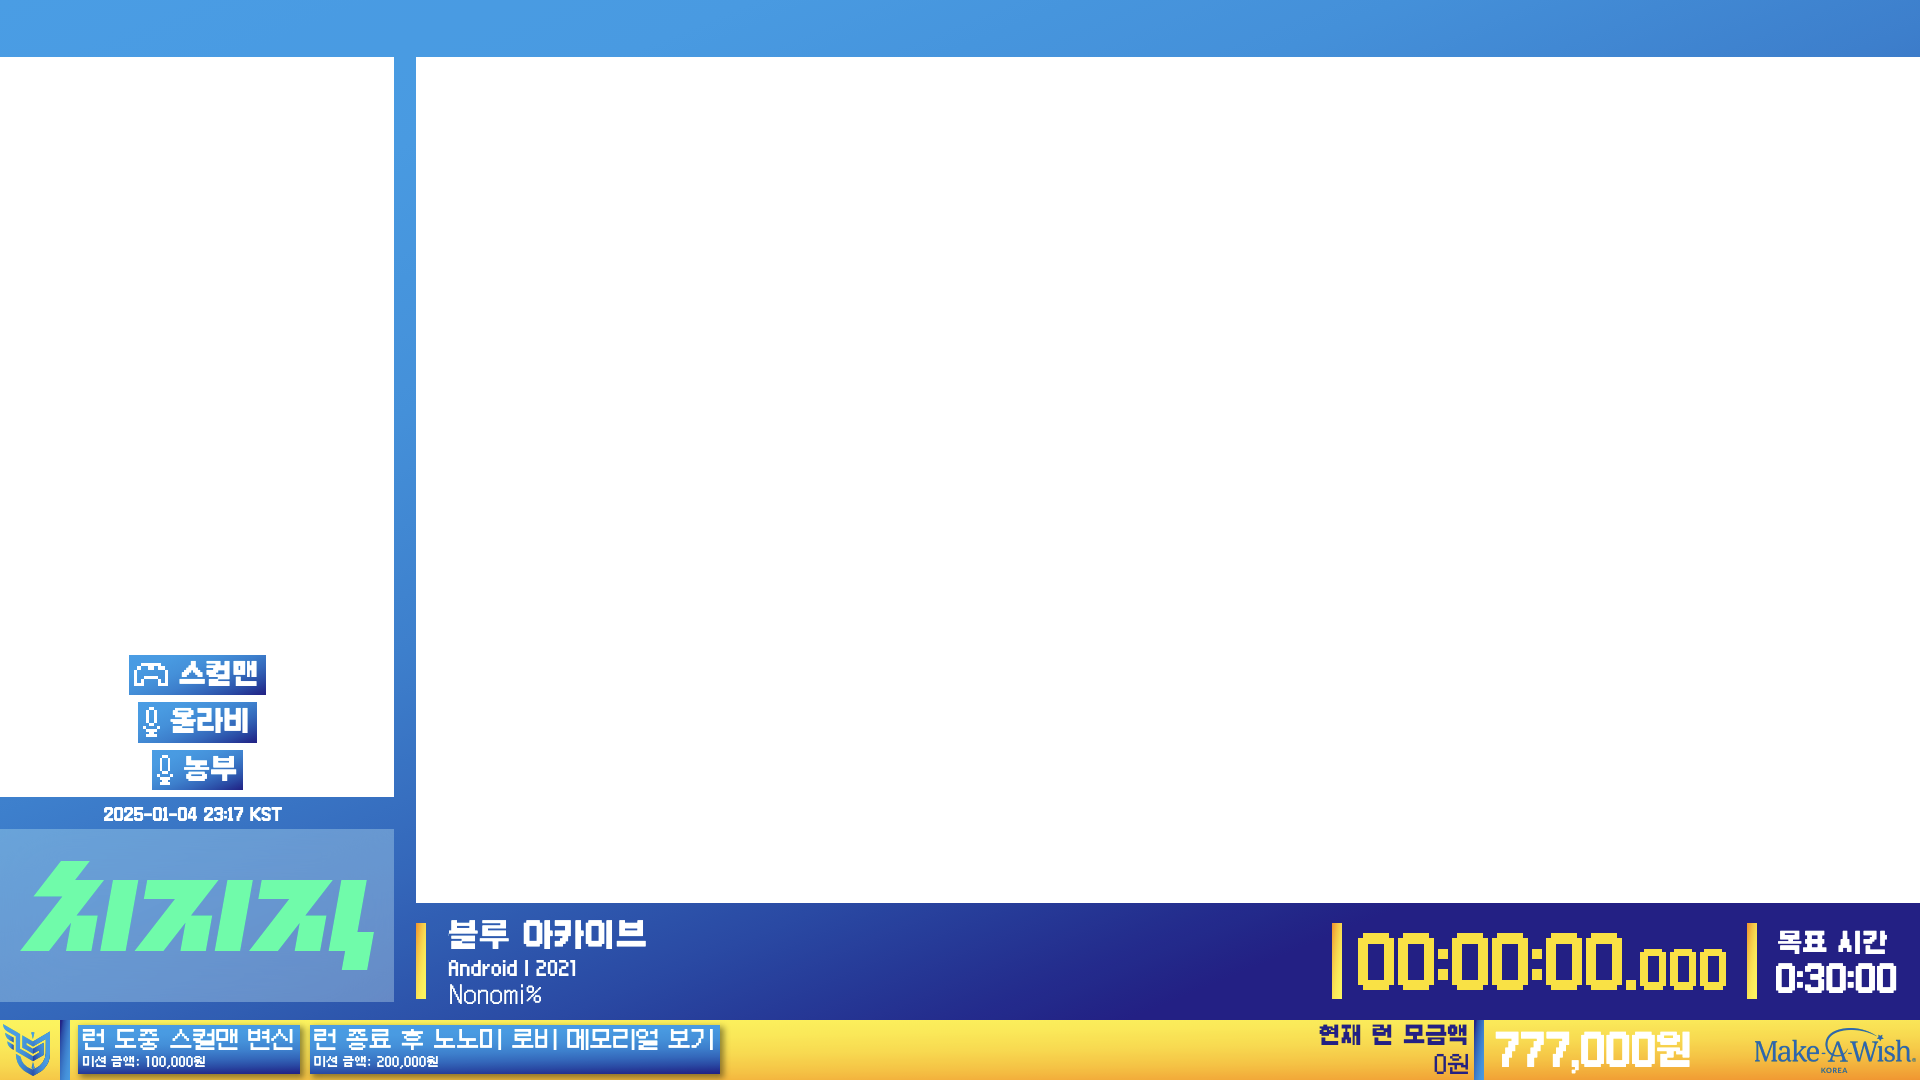 스컬맨
올라비
농부
2025-01-04 23:17 KST
치지직
블루 아카이브
Android | 2021
Nonomi%
00:00:00.000
목표 시간
0:30:00
런 도중 스컬맨 변신
미션 금액: 100,000원
런 종료 후 노노미 로비 메모리얼 보기
미션 금액: 200,000원
현재 런 모금액
0원
777,000원
Make-A-Wish®
KOREA